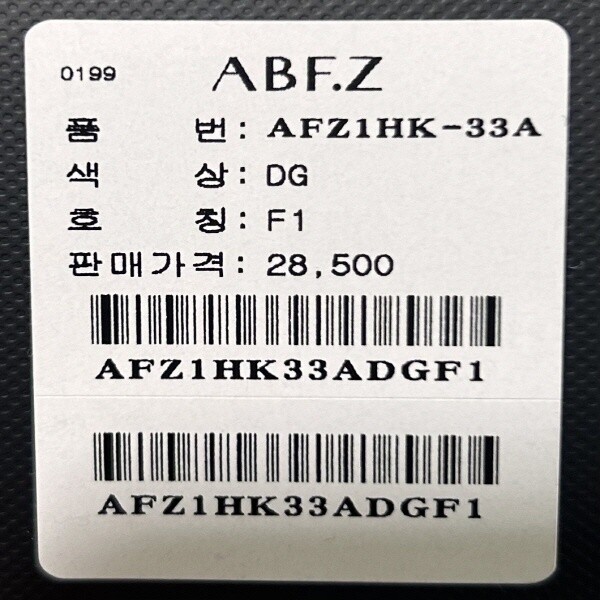 0199 ABF.Z
품 번: AFZ1HK-33A
색 상: DG
호 칭: F1
판매가격: 28,500
AFZ1HK33ADGF1
AFZ1HK33ADGF1